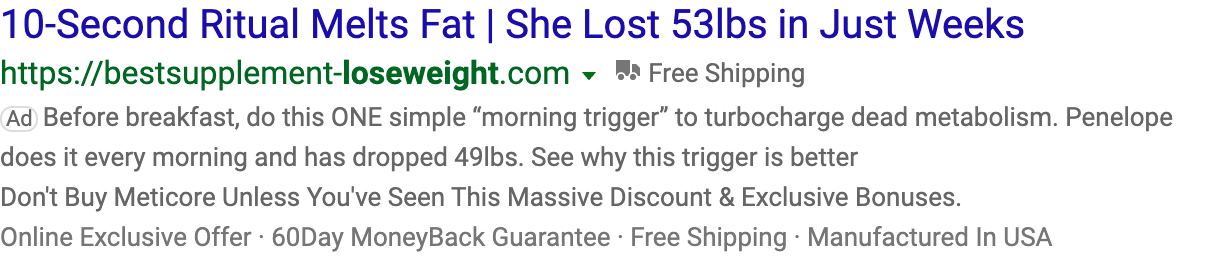 10-Second Ritual Melts Fat | She Lost 53lbs in Just Weeks
https://bestsupplement-loseweight.com Free Shipping
Ad Before breakfast, do this ONE simple “morning trigger” to turbocharge dead metabolism. Penelope
does it every morning and has dropped 49lbs. See why this trigger is better
Don't Buy Meticore Unless You've Seen This Massive Discount & Exclusive Bonuses.
Online Exclusive Offer · 60Day MoneyBack Guarantee · Free Shipping · Manufactured In USA